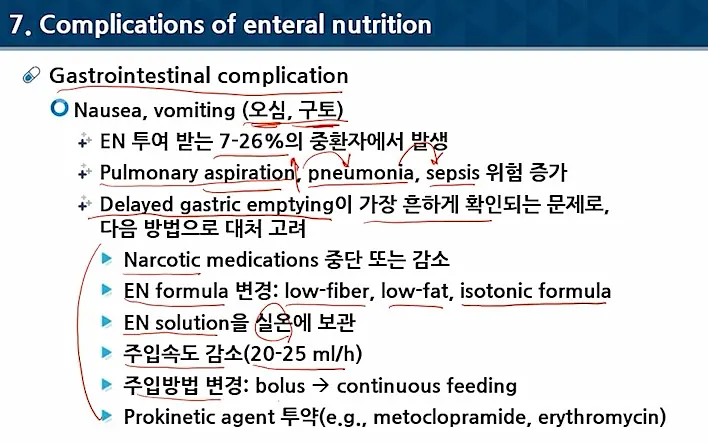 7. Complications of enteral nutrition
Gastrointestinal complication
Nausea, vomiting (오심, 구토)
EN 투여 받는 7-26%의 중환자에서 발생
Pulmonary aspiration, pneumonia, sepsis 위험 증가
Delayed gastric emptying이 가장 흔하게 확인되는 문제로,
다음 방법으로 대처 고려
Narcotic medications 중단 또는 감소
EN formula 변경: low-fiber, low-fat, isotonic formula
EN solution을 실온에 보관
주입속도 감소(20-25 ml/h)
주입방법 변경: bolus → continuous feeding
Prokinetic agent 투약(e.g., metoclopramide, erythromycin)